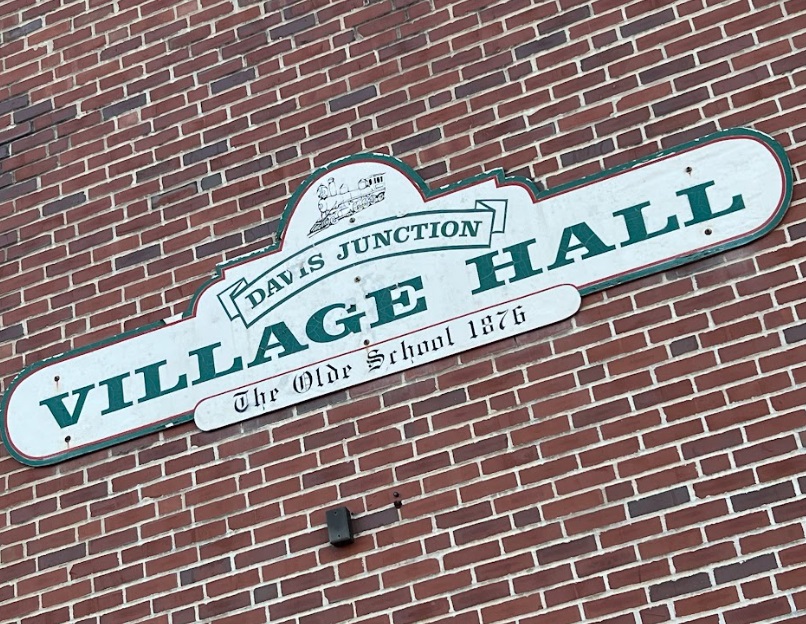 DAVIS JUNCTION
VILLAGE HALL
The Olde School 1876